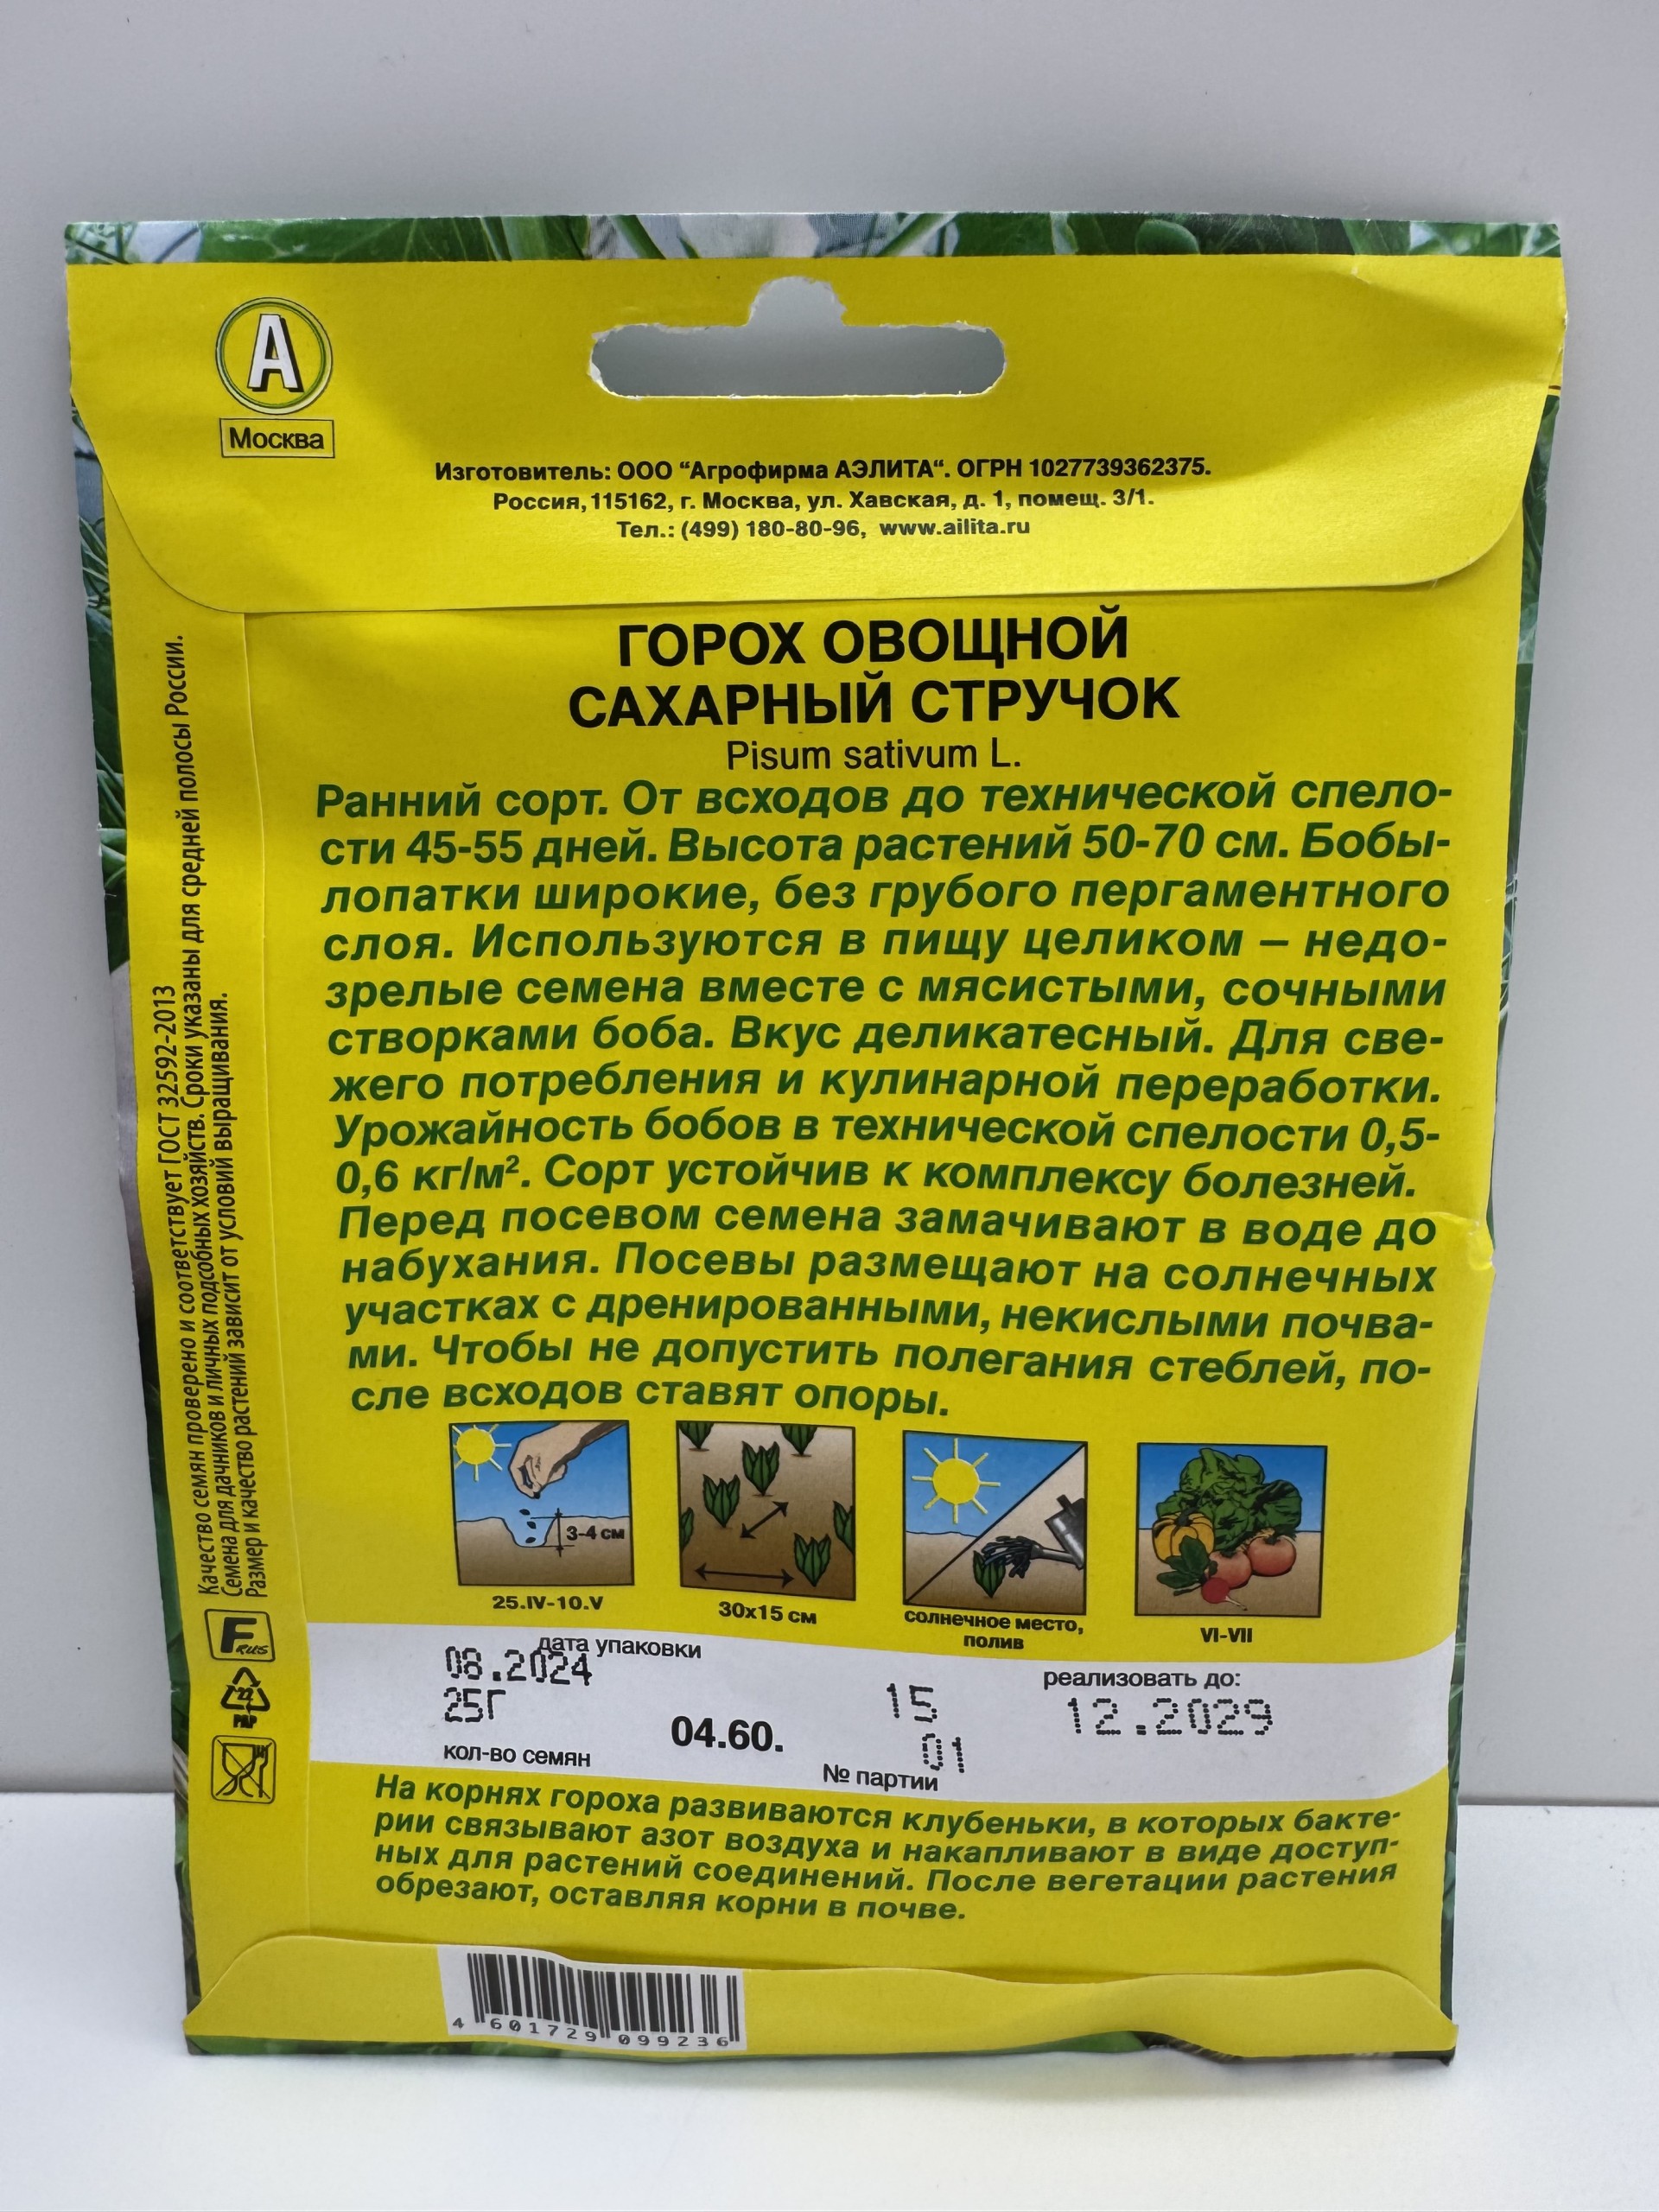 А
Москва
Изготовитель: ООО “Агрофирма АЭЛИТА“. ОГРН 1027739362375.
Россия, 115162, г. Москва, ул. Хавская, д. 1, помещ. 3/1.
Тел.: (499) 180-80-96, www.ailita.ru
ГОРОХ ОВОЩНОЙ
САХАРНЫЙ СТРУЧОК
Pisum sativum L.
Ранний сорт. От всходов до технической спело-
сти 45-55 дней. Высота растений 50-70 см. Бобы-
лопатки широкие, без грубого пергаментного
слоя. Используются в пищу целиком – недо-
зрелые семена вместе с мясистыми, сочными
створками боба. Вкус деликатесный. Для све-
жего потребления и кулинарной переработки.
Урожайность бобов в технической спелости 0,5-
0,6 кг/м². Сорт устойчив к комплексу болезней.
Перед посевом семена замачивают в воде до
набухания. Посевы размещают на солнечных
участках с дренированными, некислыми почва-
ми. Чтобы не допустить полегания стеблей, по-
сле всходов ставят опоры.
Качество семян проверено и соответствует ГОСТ 32592-2013
Семена для дачников и личных подсобных хозяйств. Сроки указаны для средней полосы России.
Размер и качество растений зависит от условий выращивания.
3-4 см
25.IV-10.V
30x15 см
солнечное место,
полив
VI-VII
F RUS
22
PAP
дата упаковки
08.2024
25Г
кол-во семян
04.60.
15
01
№ партии
реализовать до:
12.2029
На корнях гороха развиваются клубеньки, в которых бакте-
рии связывают азот воздуха и накапливают в виде доступ-
ных для растений соединений. После вегетации растения
обрезают, оставляя корни в почве.
4 601729 099236